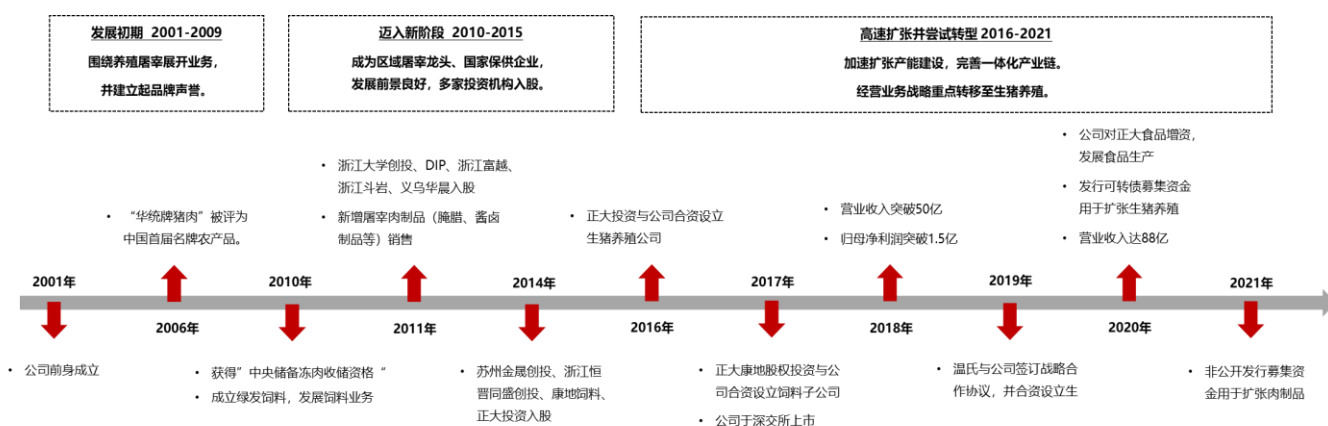 发展初期 2001-2009
围绕养殖屠宰展开业务,
并建立起品牌声誉。
迈入新阶段 2010-2015
成为区域屠宰龙头、国家保供企业,
发展前景良好,多家投资机构入股。
高速扩张并尝试转型 2016-2021
加速扩张产能建设,完善一体化产业链。
经营业务战略重点转移至生猪养殖。
• “华统牌猪肉”被评为
中国首届名牌农产品。
• 浙江大学创投、DIP、浙江富越、
浙江斗岩、义乌华晨入股
• 新增屠宰肉制品（腌腊、酱卤
制品等）销售
• 正大投资与公司合资设立
生猪养殖公司
• 营业收入突破50亿
• 归母净利润突破1.5亿
• 公司对正大食品增资,
发展食品生产
• 发行可转债募集资金
用于扩张生猪养殖
• 营业收入达88亿
2001年
2006年
2010年
2011年
2014年
2016年
2017年
2018年
2019年
2020年
2021年
• 公司前身成立
• 获得”中央储备冻肉收储资格“
• 成立绿发饲料，发展饲料业务
• 苏州金晟创投、浙江恒
晋同盛创投、康地饲料、
正大投资入股
• 正大康地股权投资与公
司合资设立饲料子公司
• 公司于深交所上市
• 温氏与公司签订战略合
作协议，并合资设立生
• 非公开发行募集资
金用于扩张肉制品